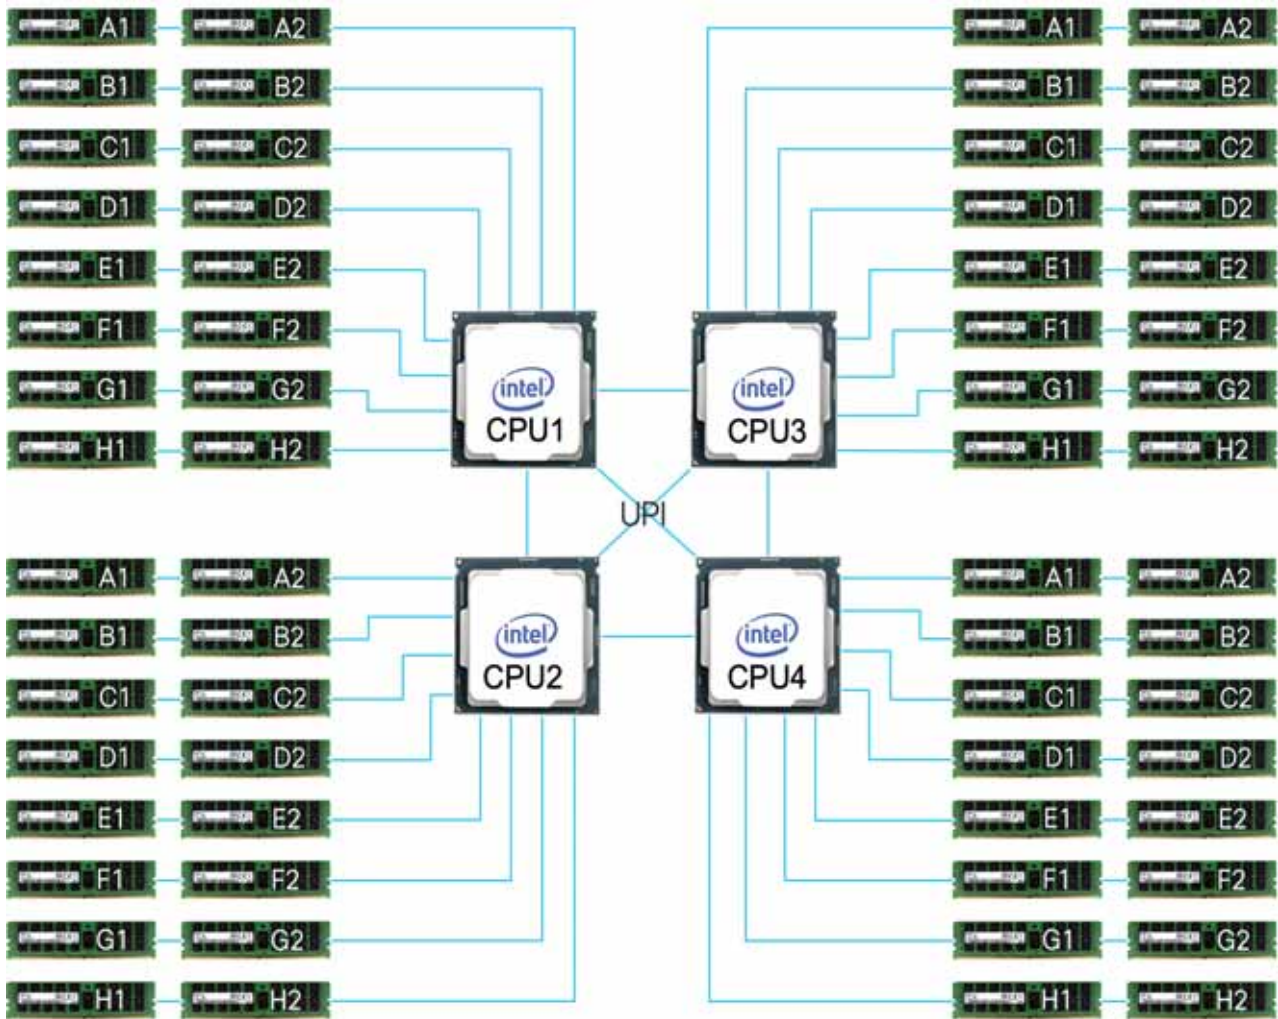 A1 A2 A1 A2
B1 B2 B1 B2
C1 C2 C1 C2
D1 D2 D1 D2
E1 E2 E1 E2
F1 F2 F1 F2
G1 G2 G1 G2
H1 H2 H1 H2
intel intel
CPU1 CPU3
UPI
A1 A2 A1 A2
B1 B2 B1 B2
C1 C2 C1 C2
D1 D2 D1 D2
E1 E2 E1 E2
F1 F2 F1 F2
G1 G2 G1 G2
H1 H2 H1 H2
intel intel
CPU2 CPU4